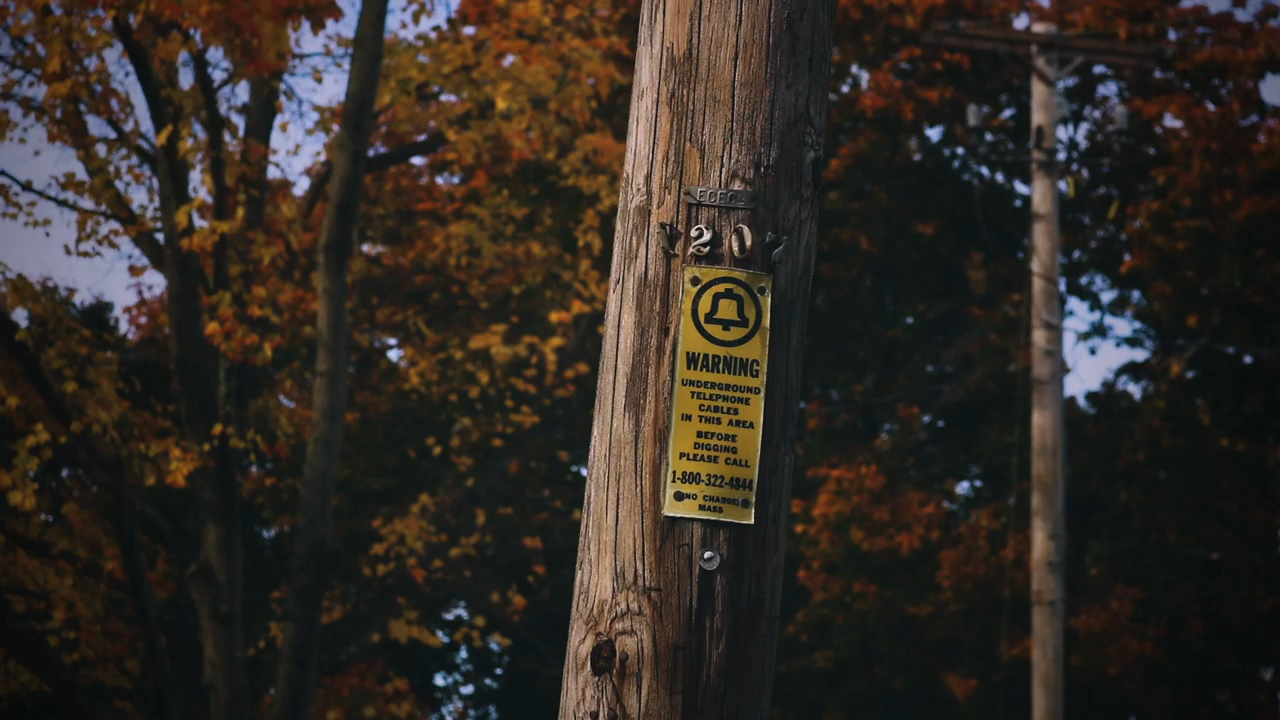 20
WARNING
UNDERGROUND
TELEPHONE
CABLES
IN THIS AREA
BEFORE
DIGGING
PLEASE CALL
1-800-322-4844
(NO CHARGE)
MASS